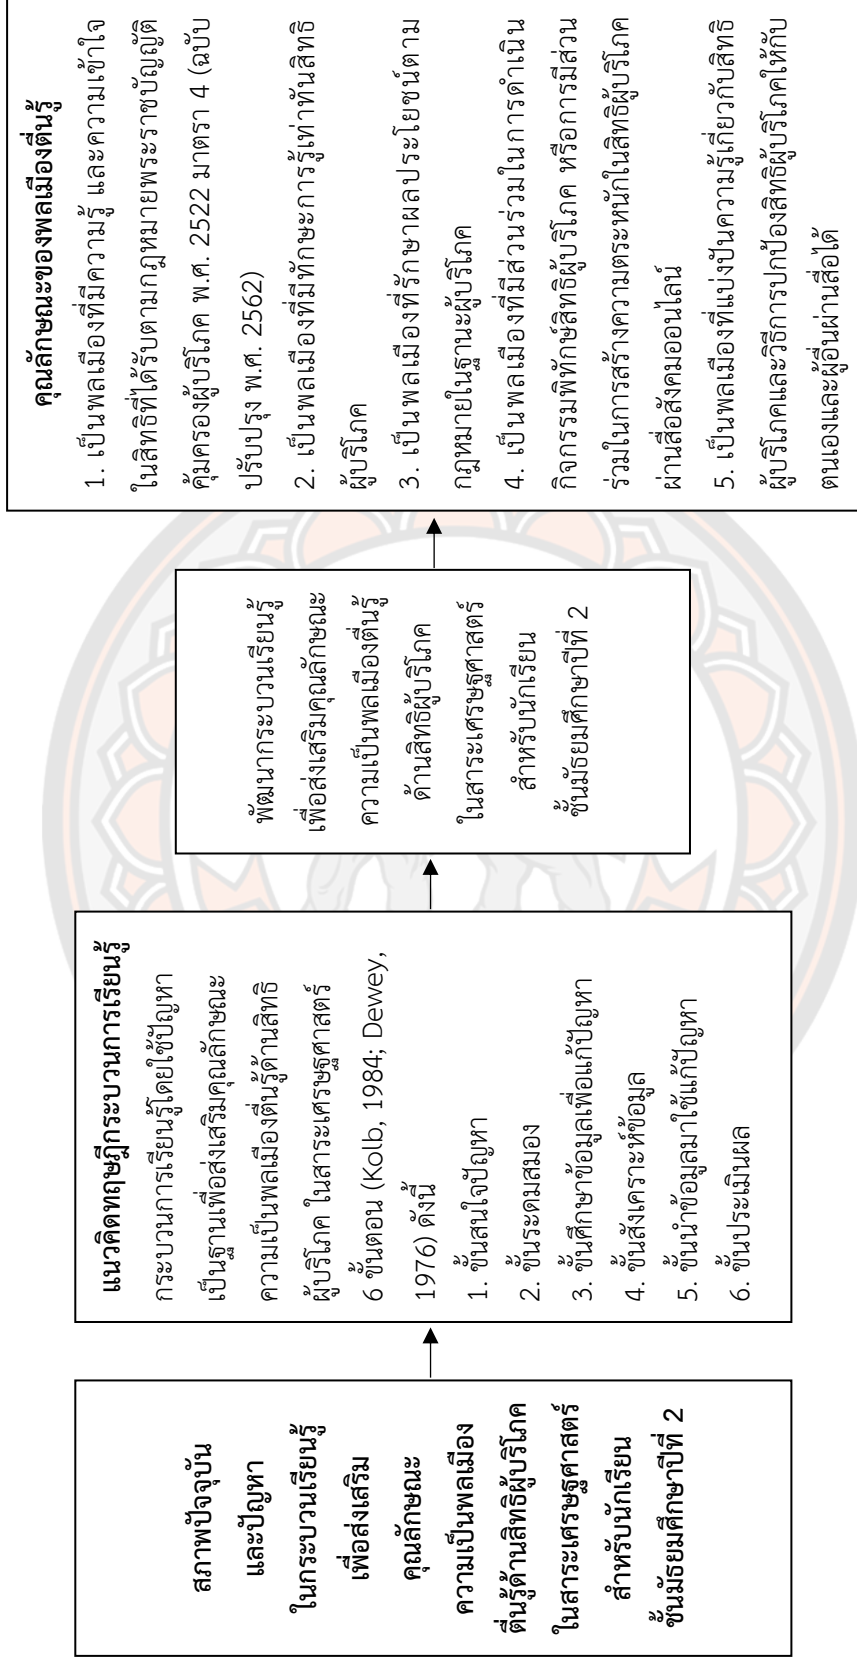 สภาพปัจจุบัน
และปัญหา
ในกระบวนเรียนรู้
เพื่อส่งเสริม
คุณลักษณะ
ความเป็นพลเมือง
ตื่นรู้ด้านสิทธิผู้บริโภค
ในสาระเศรษฐศาสตร์
สำหรับนักเรียน
ชั้นมัธยมศึกษาปีที่ 2
แนวคิดทฤษฎีกระบวนการเรียนรู้
กระบวนการเรียนรู้โดยใช้ปัญหา
เป็นฐานเพื่อส่งเสริมคุณลักษณะ
ความเป็นพลเมืองตื่นรู้ด้านสิทธิ
ผู้บริโภค ในสาระเศรษฐศาสตร์
6 ขั้นตอน (Kolb, 1984; Dewey,
1976) ดังนี้
1. ขั้นสนใจปัญหา
2. ขั้นระดมสมอง
3. ขั้นศึกษาข้อมูลเพื่อแก้ปัญหา
4. ขั้นสังเคราะห์ข้อมูล
5. ขั้นนำข้อมูลมาใช้แก้ปัญหา
6. ขั้นประเมินผล
พัฒนากระบวนเรียนรู้
เพื่อส่งเสริมคุณลักษณะ
ความเป็นพลเมืองตื่นรู้
ด้านสิทธิผู้บริโภค
ในสาระเศรษฐศาสตร์
สำหรับนักเรียน
ชั้นมัธยมศึกษาปีที่ 2
คุณลักษณะของพลเมืองตื่นรู้
1. เป็นพลเมืองที่มีความรู้ และความเข้าใจ
ในสิทธิที่ได้รับตามกฎหมายพระราชบัญญัติ
คุ้มครองผู้บริโภค พ.ศ. 2522 มาตรา 4 (ฉบับ
ปรับปรุง พ.ศ. 2562)
2. เป็นพลเมืองที่มีทักษะการรู้เท่าทันสิทธิ
ผู้บริโภค
3. เป็นพลเมืองที่รักษาผลประโยชน์ตาม
กฎหมายในฐานะผู้บริโภค
4. เป็นพลเมืองที่มีส่วนร่วมในการดำเนิน
กิจกรรมพิทักษ์สิทธิผู้บริโภค หรือการมีส่วน
ร่วมในการสร้างความตระหนักในสิทธิผู้บริโภค
ผ่านสื่อสังคมออนไลน์
5. เป็นพลเมืองที่แบ่งปันความรู้เกี่ยวกับสิทธิ
ผู้บริโภคและวิธีการปกป้องสิทธิผู้บริโภคให้กับ
ตนเองและผู้อื่นผ่านสื่อได้